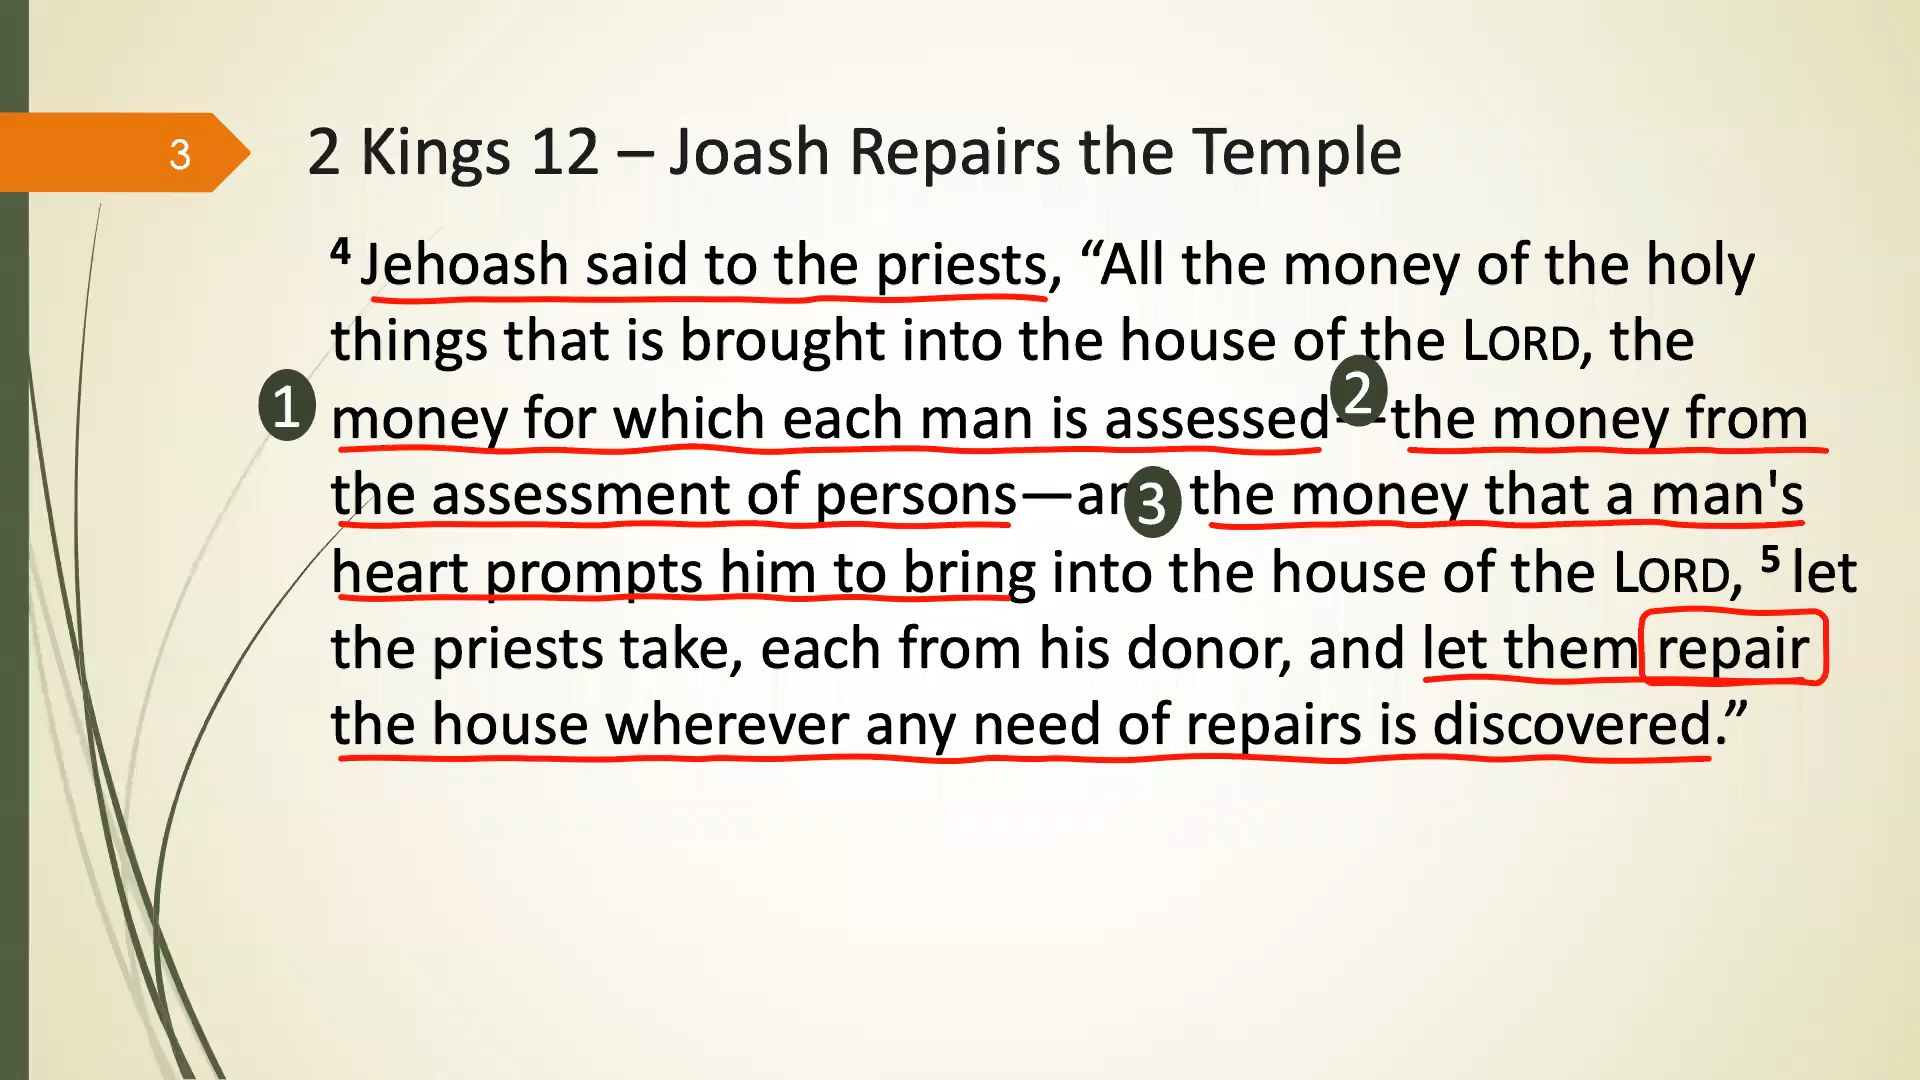 3
2 Kings 12 – Joash Repairs the Temple
4 Jehoash said to the priests, “All the money of the holy
things that is brought into the house of the LORD, the
1 money for which each man is assessed 2—the money from
the assessment of persons—an 3 the money that a man's
heart prompts him to bring into the house of the LORD, 5 let
the priests take, each from his donor, and let them repair
the house wherever any need of repairs is discovered.”